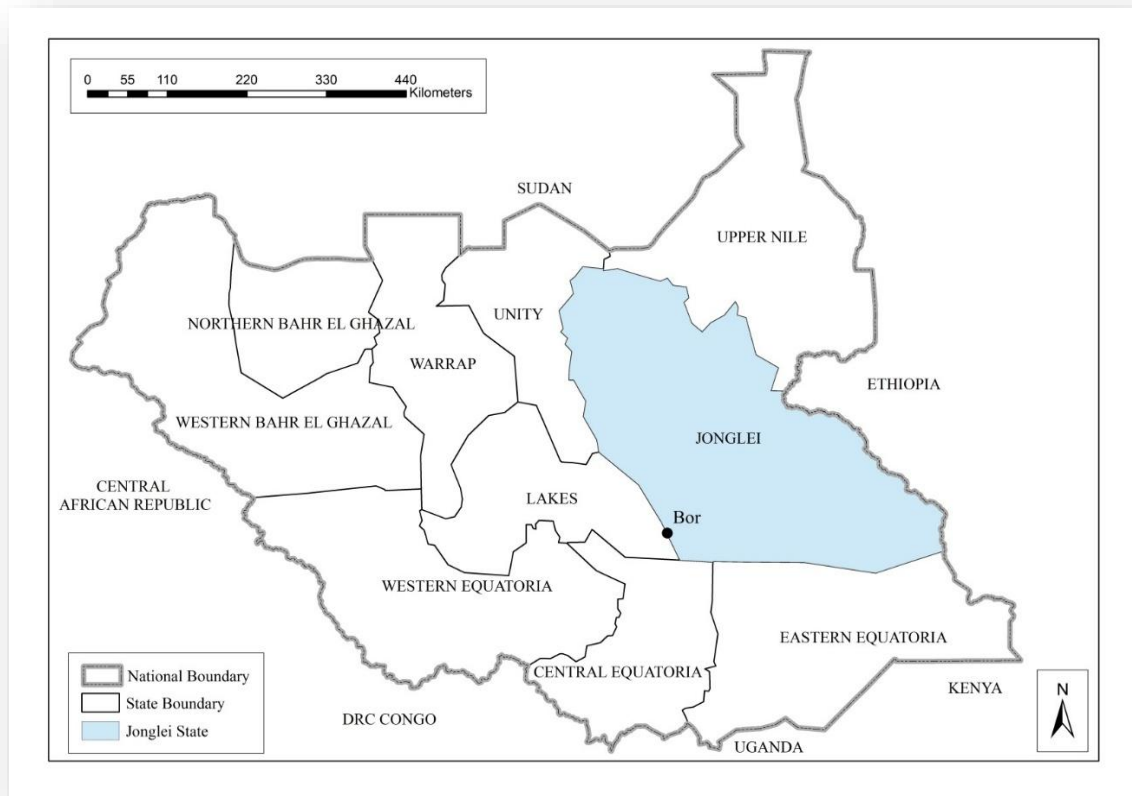 0 55 110 220 330 440
Kilometers
SUDAN
UPPER NILE
NORTHERN BAHR EL GHAZAL
UNITY
WARRAP
ETHIOPIA
WESTERN BAHR EL GHAZAL
JONGLEI
CENTRAL
AFRICAN REPUBLIC
LAKES
Bor
WESTERN EQUATORIA
EASTERN EQUATORIA
CENTRAL EQUATORIA
KENYA
DRC CONGO
UGANDA
National Boundary
State Boundary
Jonglei State
N